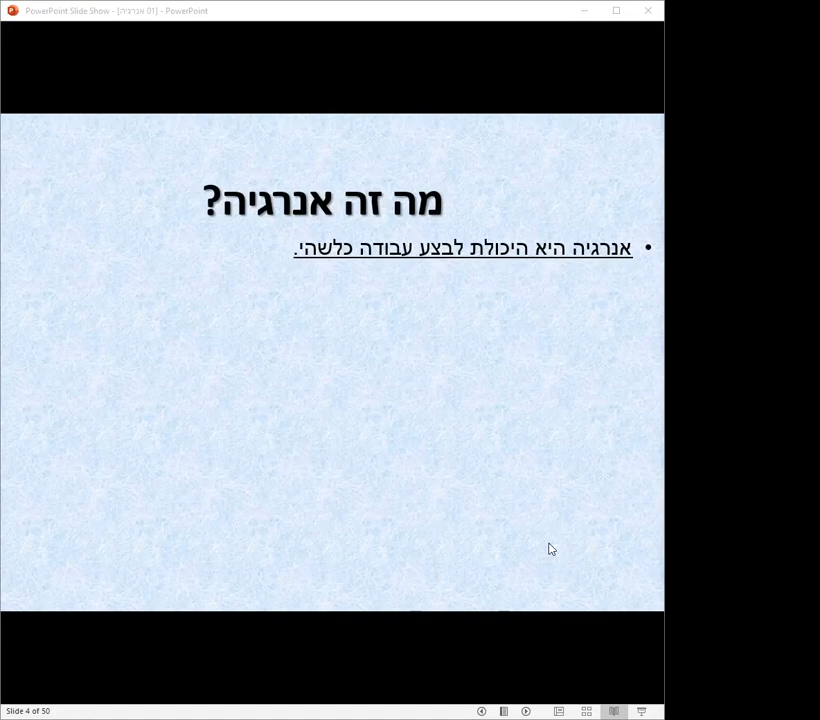 PowerPoint Slide Show - [01 אנרגיה] - PowerPoint
מה זה אנרגיה?
• אנרגיה היא היכולת לבצע עבודה כלשהי.
Slide 4 of 50